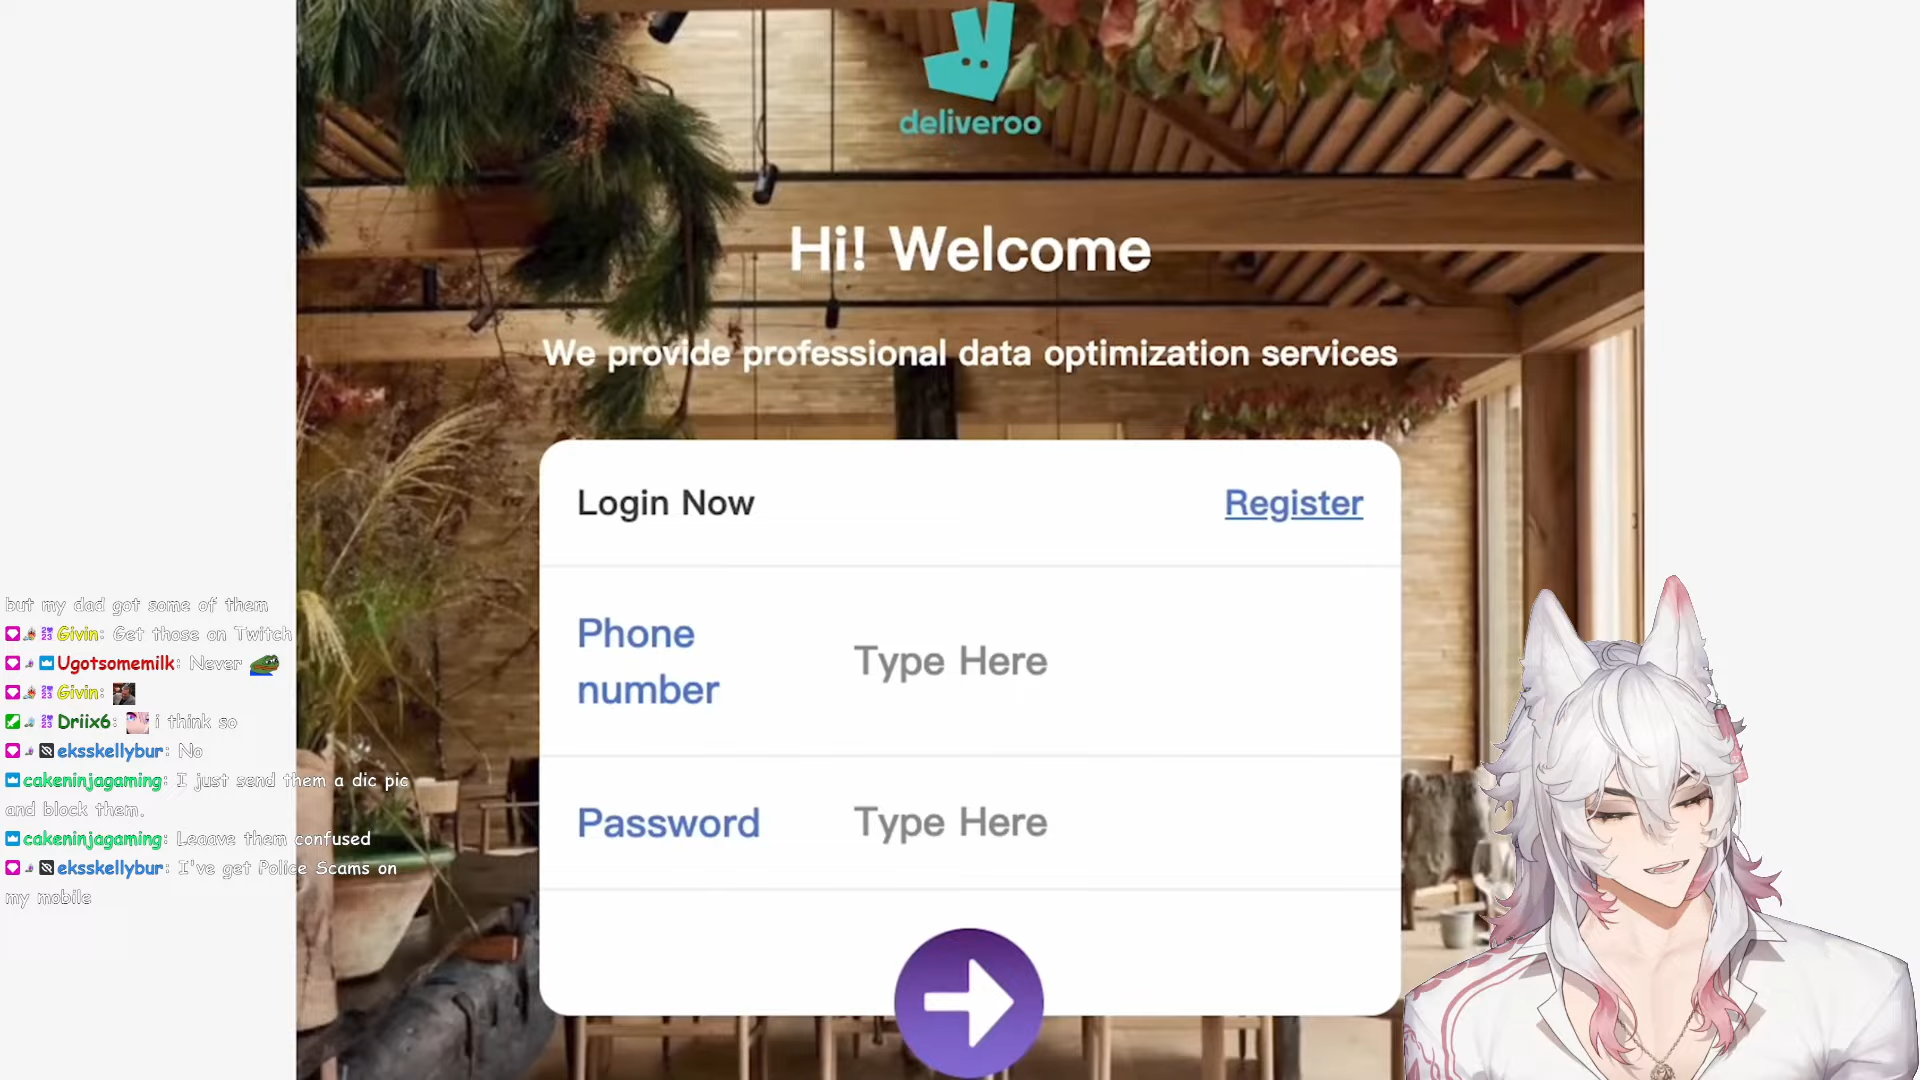 deliveroo
Hi! Welcome
We provide professional data optimization services
Login Now
Register
Phone
number
Type Here
Password
Type Here
but my dad got some of them
Givin: Get those on Twitch
Ugotsomemilk: Never
Givin:
Driix6: i think so
eksskellybur: No
cakeninjagaming: I just send them a dic pic
and block them.
cakeninjagaming: Leaave them confused
eksskellybur: I've get Police Scams on
my mobile